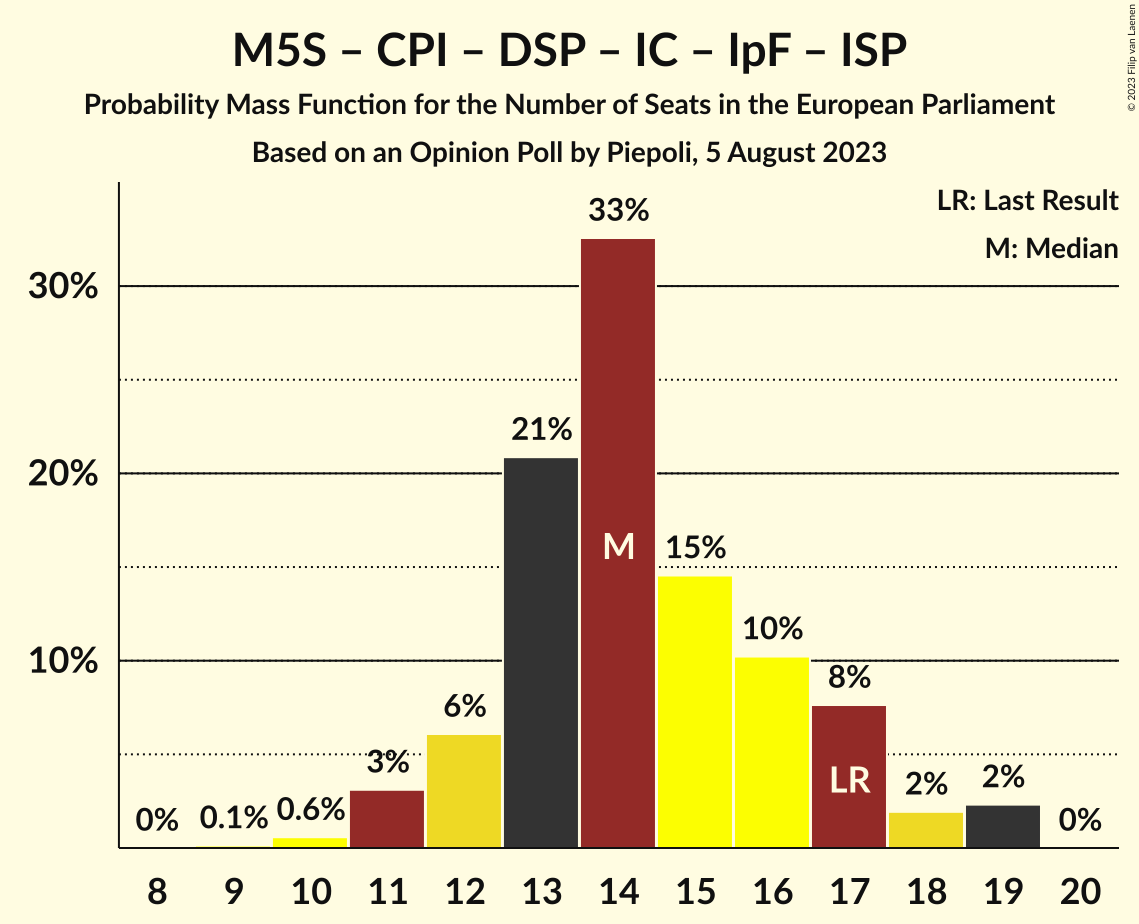 M5S – CPI – DSP – IC – IpF – ISP
Probability Mass Function for the Number of Seats in the European Parliament
Based on an Opinion Poll by Piepoli, 5 August 2023
© 2023 Filip van Laenen
LR: Last Result
M: Median
30%
20%
10%
0%
0.1%
0.6%
3%
6%
21%
33%
M
15%
10%
8%
LR
2%
2%
0%
8 9 10 11 12 13 14 15 16 17 18 19 20